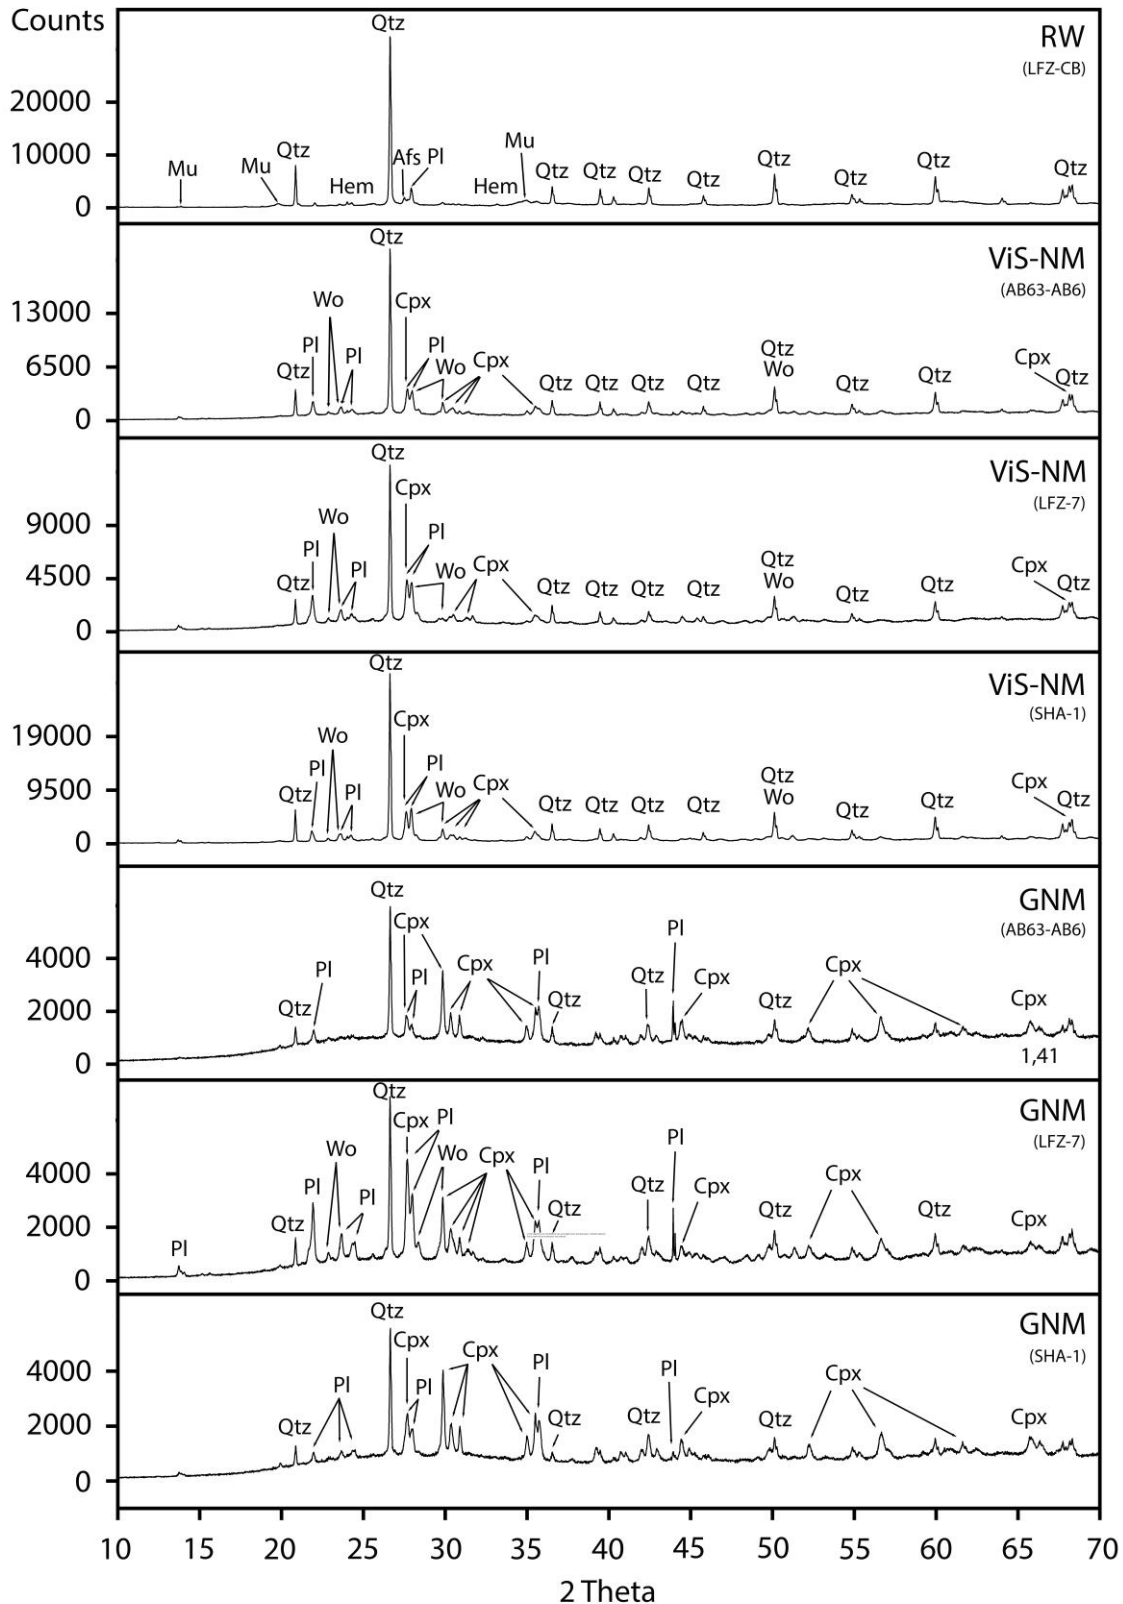 Counts
Qtz
RW
(LFZ-CB)
20000
10000
0
Mu
Mu
Qtz
Hem
Afs
Pl
Hem
Mu
Qtz
Qtz
Qtz
Qtz
Qtz
Qtz
Qtz
Qtz
ViS-NM
(AB63-AB6)
13000
6500
0
Wo
Cpx
Pl
Pl
Qtz
Pl
Wo
Cpx
Qtz
Qtz
Qtz
Qtz
Qtz
Wo
Qtz
Qtz
Cpx
Qtz
Qtz
ViS-NM
(LFZ-7)
9000
4500
0
Cpx
Wo
Pl
Pl
Qtz
Pl
Wo
Cpx
Qtz
Qtz
Qtz
Qtz
Qtz
Wo
Qtz
Qtz
Cpx
Qtz
Qtz
ViS-NM
(SHA-1)
19000
9500
0
Cpx
Wo
Pl
Pl
Qtz
Pl
Wo
Cpx
Qtz
Qtz
Qtz
Qtz
Qtz
Wo
Qtz
Qtz
Cpx
Qtz
Qtz
GNM
(AB63-AB6)
4000
2000
0
Cpx
Pl
Qtz
Pl
Cpx
Pl
Qtz
Qtz
Pl
Cpx
Qtz
Cpx
Cpx
1,41
Qtz
GNM
(LFZ-7)
4000
2000
0
Cpx
Pl
Wo
Wo
Cpx
Pl
Pl
Pl
Qtz
Pl
Qtz
Qtz
Pl
Cpx
Qtz
Cpx
Qtz
Cpx
Qtz
GNM
(SHA-1)
4000
2000
0
Cpx
Cpx
Pl
Pl
Pl
Qtz
Qtz
Qtz
Pl
Cpx
Qtz
Cpx
Cpx
10 15 20 25 30 35 40 45 50 55 60 65 70
2 Theta